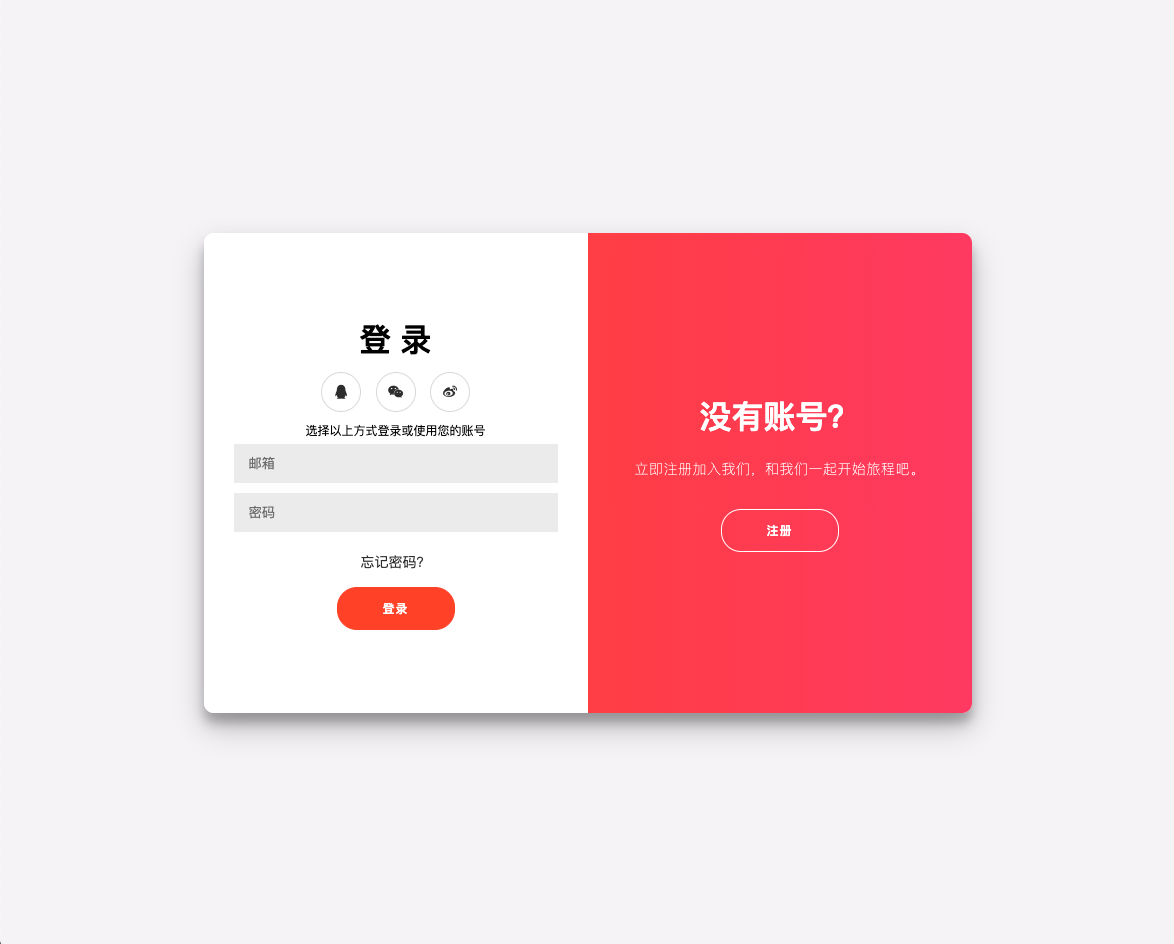 登 录
选择以上方式登录或使用您的账号
邮箱
密码
忘记密码?
登录
没有账号?
立即注册加入我们，和我们一起开始旅程吧。
注册